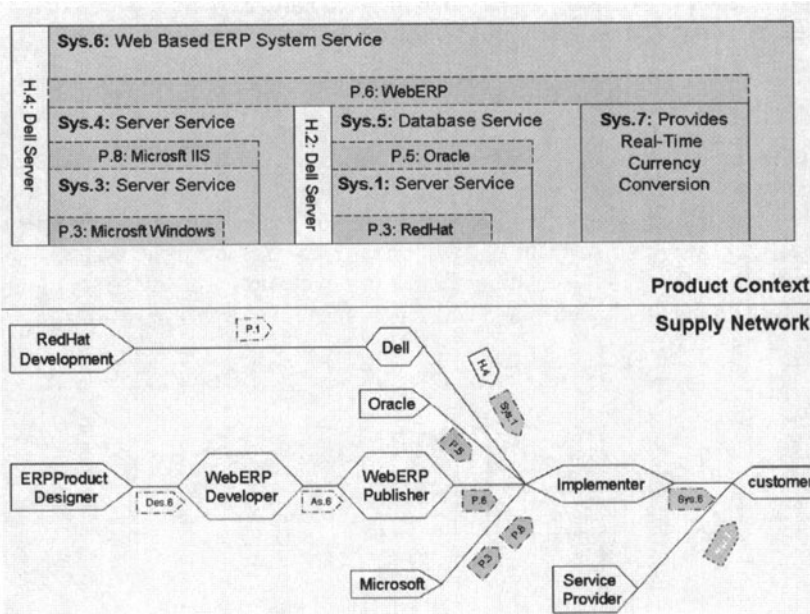 Sys.6: Web Based ERP System Service
H.4: Dell Server
P.6: WebERP
Sys.4: Server Service
P.8: Microsft IIS
Sys.3: Server Service
P.3: Microsft Windows
H.2: Dell Server
Sys.5: Database Service
P.5: Oracle
Sys.1: Server Service
P.3: RedHat
Sys.7: Provides
Real-Time
Currency
Conversion
Product Context
Supply Network
RedHat
Development
P.1
Dell
H.4
Sys.1
Oracle
P.5
ERPProduct
Designer
Des.6
WebERP
Developer
As.6
WebERP
Publisher
P.6
Implementer
Sys.6
customer
P.3
P.8
Microsoft
Service
Provider